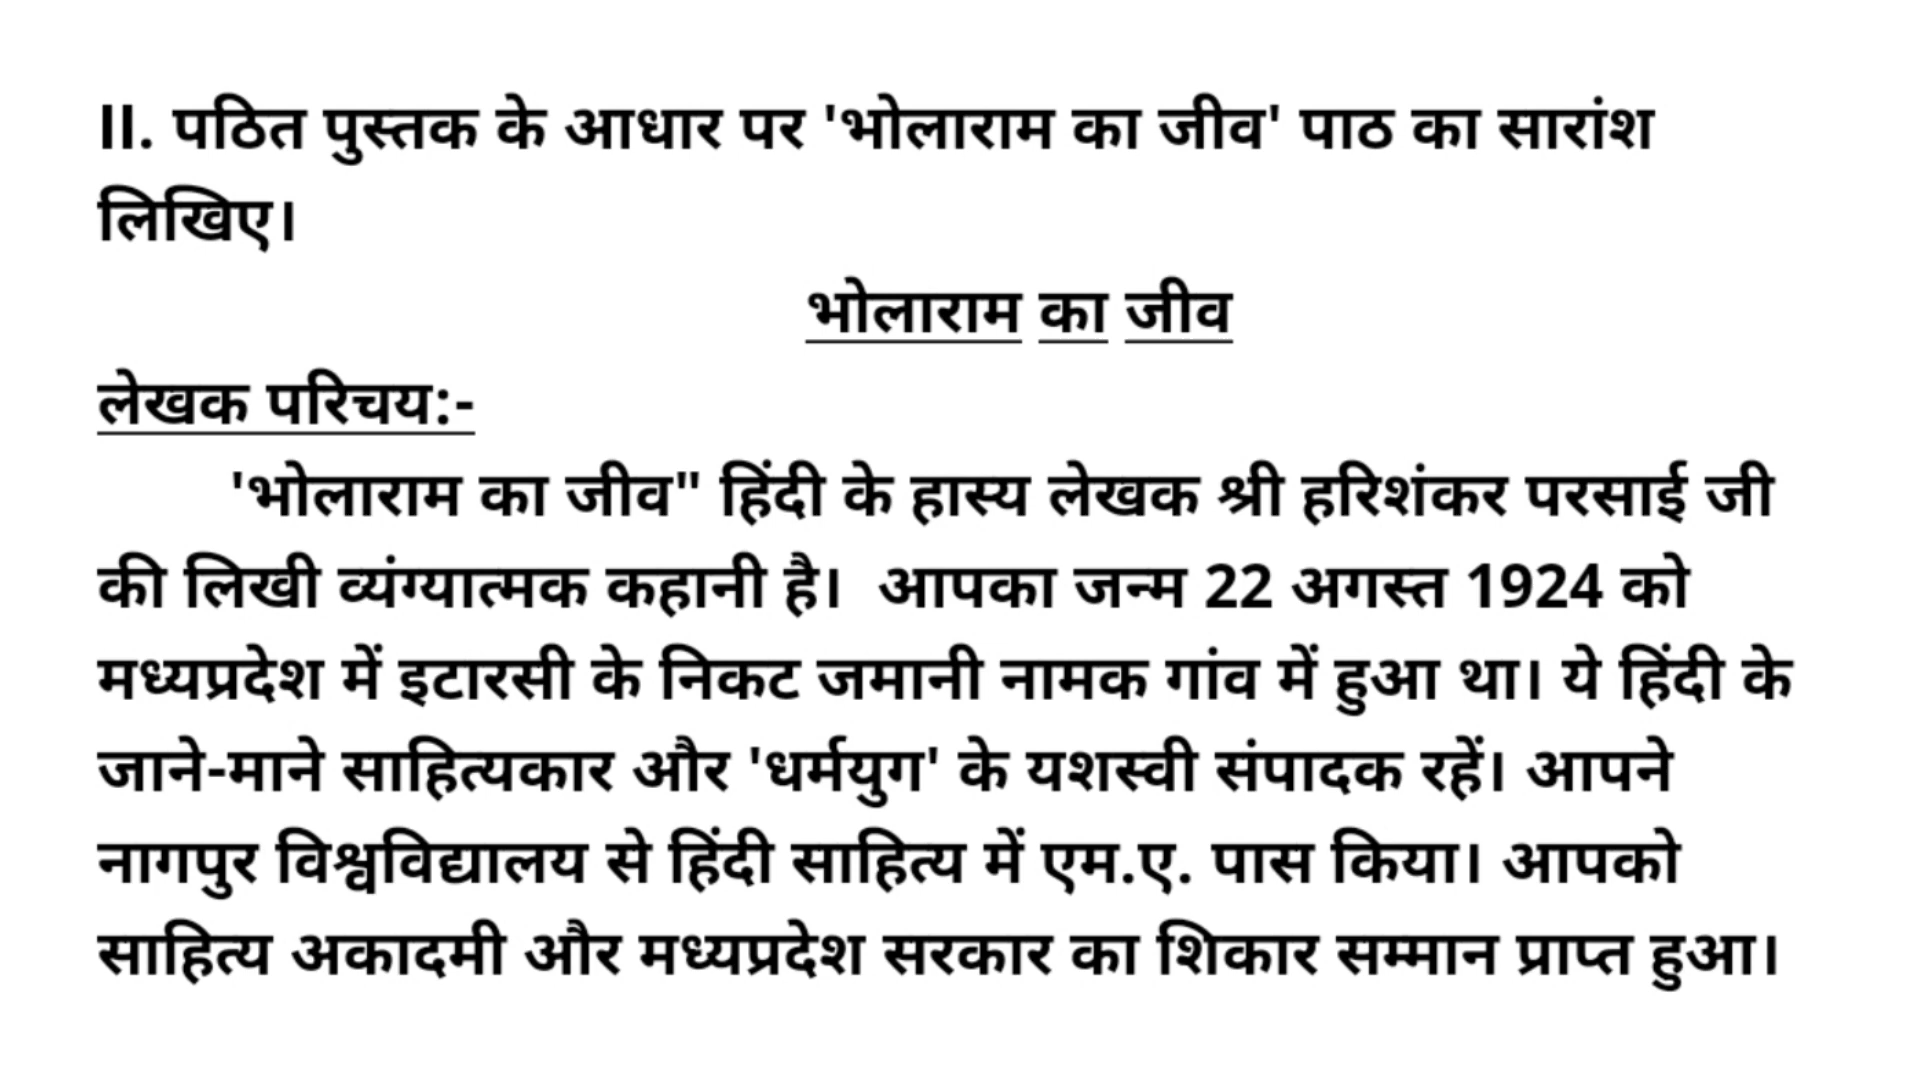 II. पठित पुस्तक के आधार पर 'भोलाराम का जीव' पाठ का सारांश
लिखिए।
भोलाराम का जीव
लेखक परिचय:-
'भोलाराम का जीव" हिंदी के हास्य लेखक श्री हरिशंकर परसाई जी
की लिखी व्यंग्यात्मक कहानी है। आपका जन्म 22 अगस्त 1924 को
मध्यप्रदेश में इटारसी के निकट जमानी नामक गांव में हुआ था। ये हिंदी के
जाने-माने साहित्यकार और 'धर्मयुग' के यशस्वी संपादक रहें। आपने
नागपुर विश्वविद्यालय से हिंदी साहित्य में एम.ए. पास किया। आपको
साहित्य अकादमी और मध्यप्रदेश सरकार का शिकार सम्मान प्राप्त हुआ।